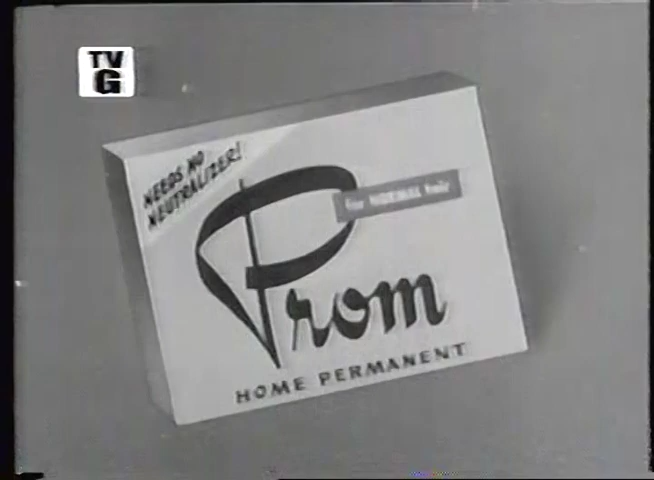 TV
G
NEEDS NO
NEUTRALIZER!
for NORMAL hair
Prom
HOME PERMANENT